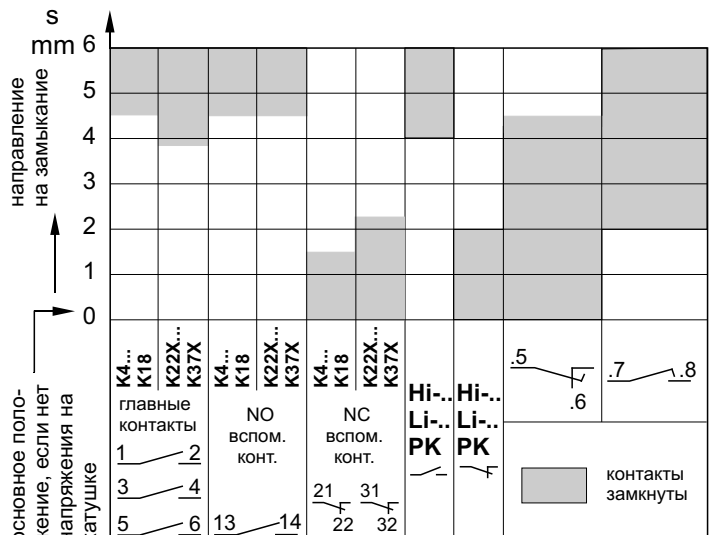 s
mm
6
5
4
3
2
1
0
направление
на замыкание
основное поло-
жение, если нет
напряжения на
катушке
K4...
K18
K22X...
K37X
K4...
K18
K22X...
K37X
K4...
K18
K22X...
K37X
главные
контакты
1 2
3 4
5 6
NO
вспом.
конт.
13 14
NC
вспом.
конт.
21 31
22 32
Hi-..
Li-..
PK
Hi-..
Li-..
PK
.5
.6
.7 .8
контакты
замкнуты